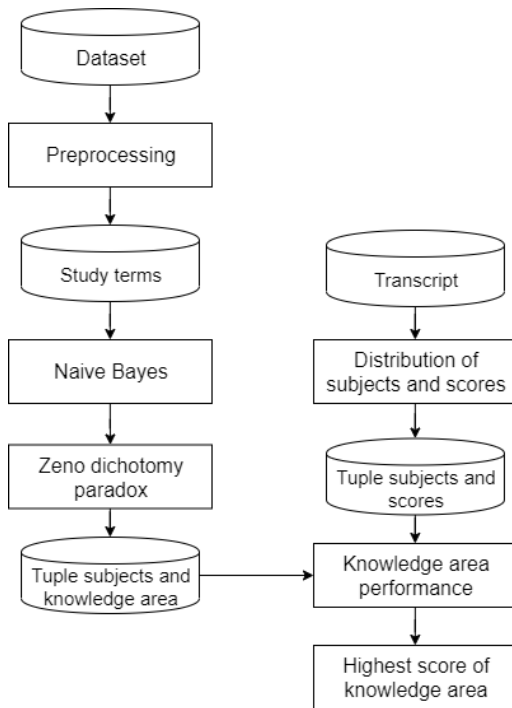 Dataset
Preprocessing
Study terms
Naive Bayes
Zeno dichotomy
paradox
Tuple subjects and
knowledge area
Transcript
Distribution of
subjects and scores
Tuple subjects and
scores
Knowledge area
performance
Highest score of
knowledge area